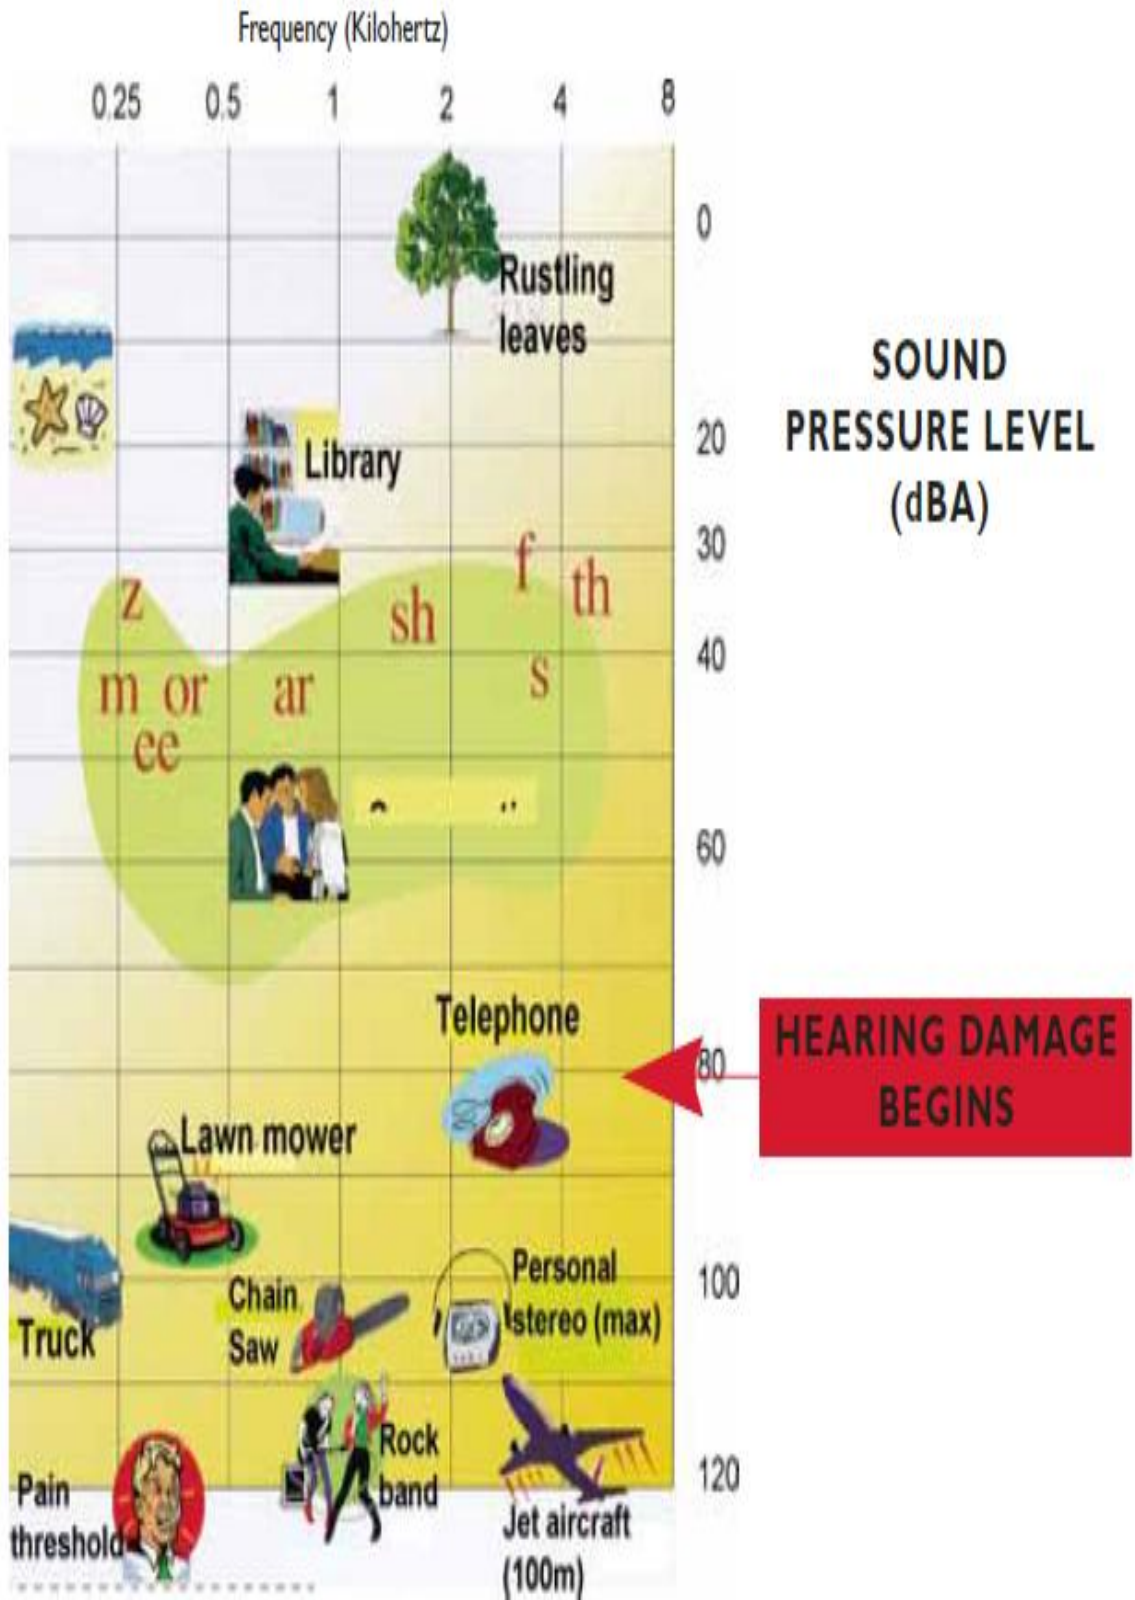 Frequency (Kilohertz)
0.25 0.5 1 2 4 8
0
Rustling
leaves
SOUND
PRESSURE LEVEL
(dBA)
20
Library
30
f
z
th
sh
40
s
m or ar
ee
60
Telephone
80
HEARING DAMAGE
BEGINS
Lawn mower
Personal
stereo (max)
100
Chain
Saw
Truck
Rock
band
120
Pain
threshold
Jet aircraft
(100m)